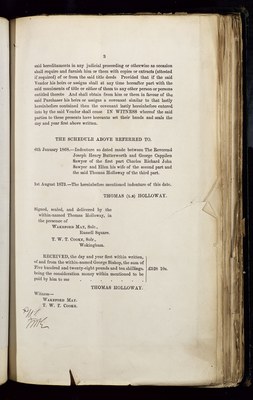 3
said hereditaments in any judicial proceeding or otherwise as occasion
shall require and furnish him or them with copies or extracts (attested
if required) of or from the said title deeds Provided that if the said
Vendor his heirs or assigns shall at any time hereafter part with the
said muniments of title or either of them to any other person or persons
entitled thereto And shall obtain from him or them in favour of the
said Purchaser his heirs or assigns a covenant similar to that lastly
hereinbefore contained then the covenant lastly hereinbefore entered
into by the said Vendor shall cease IN WITNESS whereof the said
parties to these presents have hereunto set their hands and seals the
day and year first above written.
THE SCHEDULE ABOVE REFERRED TO.
6th January 1868.—Indenture so dated made between The Reverend
Joseph Henry Butterworth and George Cappidon
Sawyer of the first part Charles Richard John
Sawyer and Ellen his wife of the second part and
the said Thomas Holloway of the third part.
1st August 1872.—The hereinbefore mentioned indenture of this date.
THOMAS (L.S.) HOLLOWAY.
Signed, sealed, and delivered by the
within-named Thomas Holloway, in
the presence of
Solr.,
Russell Square.
T. W. T. Cooke, Solr.,
Wokingham.
RECEIVED, the day and year first within written,
of and from the within-named George Bishop, the sum of
Five hundred and twenty-eight pounds and ten shillings,
being the consideration money within mentioned to be
paid by him to me
£528 10s.
THOMAS HOLLOWAY.
Witness—
T. W. T. Cooke.